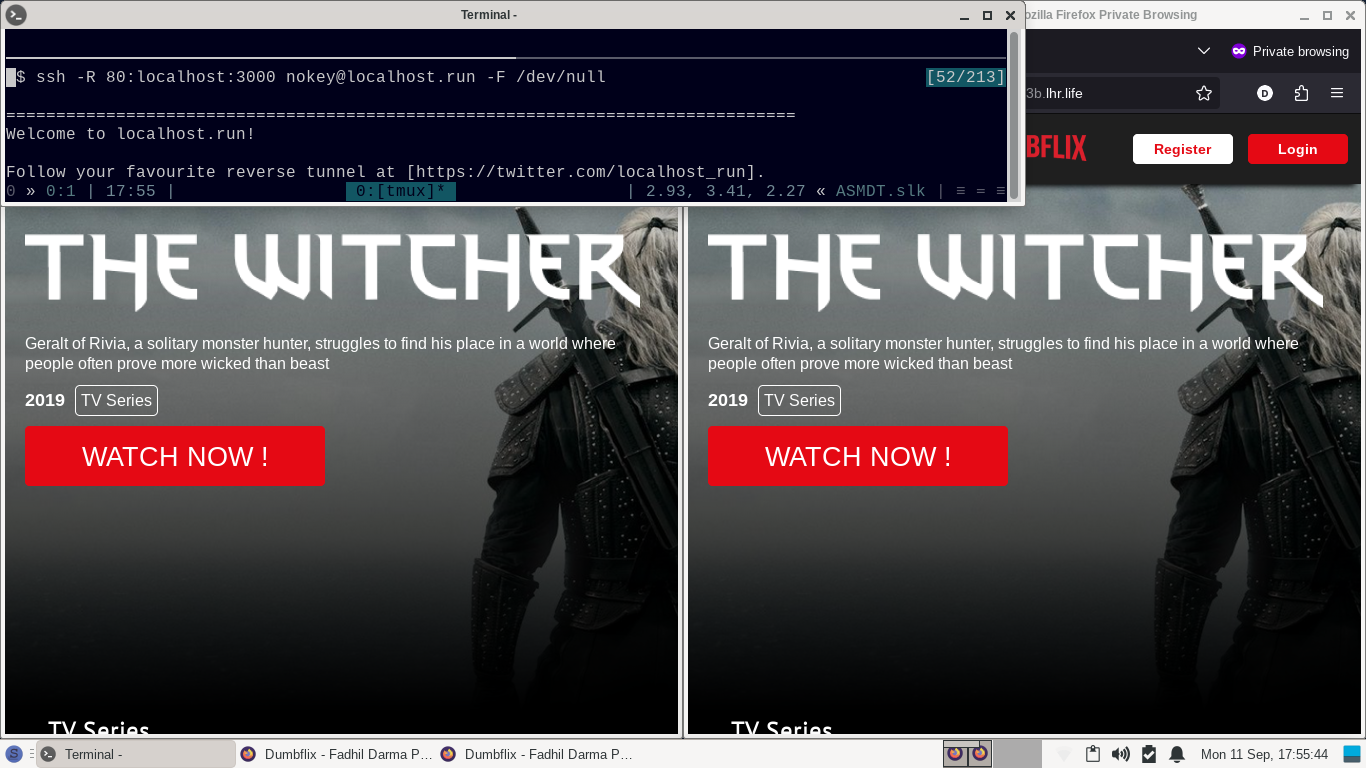 Terminal -
ozilla Firefox Private Browsing
$ ssh -R 80:localhost:3000 nokey@localhost.run -F /dev/null
[52/213]
===============================================================================
Welcome to localhost.run!
Follow your favourite reverse tunnel at [https://twitter.com/localhost_run].
0 » 0:1 | 17:55 | 0:[tmux]* | 2.93, 3.41, 2.27 « ASMDT.slk | ≡ = ≡
Private browsing
3b.lhr.life
D
BFLIX
Register
Login
THE WITCHER
Geralt of Rivia, a solitary monster hunter, struggles to find his place in a world where
people often prove more wicked than beast
2019 TV Series
WATCH NOW !
TV Series
THE WITCHER
Geralt of Rivia, a solitary monster hunter, struggles to find his place in a world where
people often prove more wicked than beast
2019 TV Series
WATCH NOW !
TV Series
S
Terminal -
Dumbflix - Fadhil Darma P…
Dumbflix - Fadhil Darma P…
Mon 11 Sep, 17:55:44